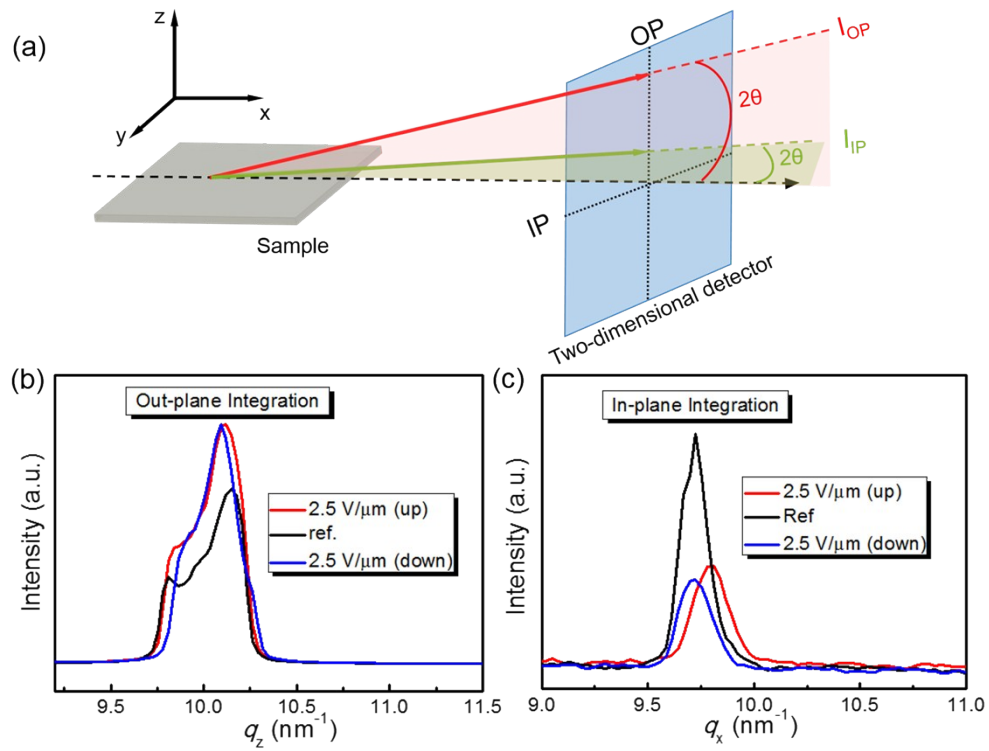 (a)
z
x
y
Sample
OP
IP
I_OP
2θ
I_IP
2θ
Two-dimensional detector
(b)
Out-plane Integration
2.5 V/μm (up)
ref.
2.5 V/μm (down)
Intensity (a.u.)
9.5 10.0 10.5 11.0 11.5
q_z (nm⁻¹)
(c)
In-plane Integration
2.5 V/μm (up)
Ref
2.5 V/μm (down)
Intensity (a.u.)
9.0 9.5 10.0 10.5 11.0
q_x (nm⁻¹)